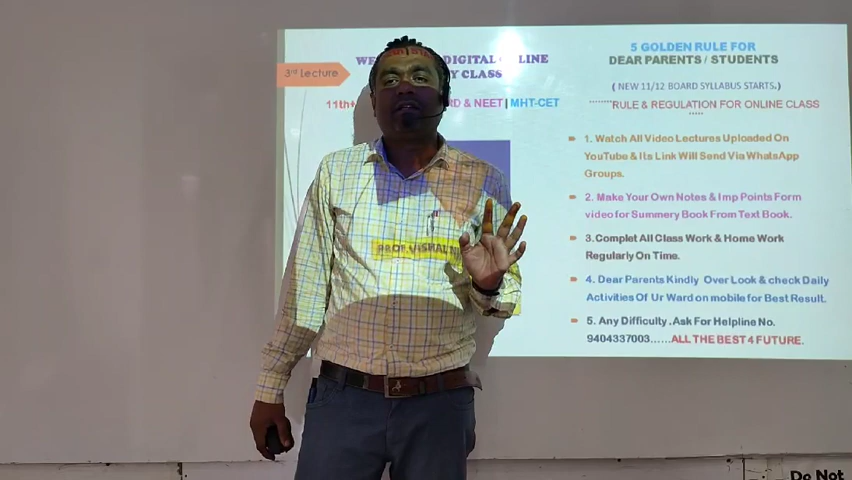 3rd Lecture
DIGITAL ONLINE
CLASS
11th+
& NEET | MHT-CET
PROF.VISHAL
5 GOLDEN RULE FOR
DEAR PARENTS / STUDENTS
( NEW 11/12 BOARD SYLLABUS STARTS.)
RULE & REGULATION FOR ONLINE CLASS
1. Watch All Video Lectures Uploaded On
YouTube & Its Link Will Send Via WhatsApp
Groups.
2. Make Your Own Notes & Imp Points Form
video for Summery Book From Text Book.
3. Complet All Class Work & Home Work
Regularly On Time.
4. Dear Parents Kindly Over Look & check Daily
Activities Of Ur Ward on mobile for Best Result.
5. Any Difficulty .Ask For Helpline No.
9404337003......ALL THE BEST 4 FUTURE.
Do Not